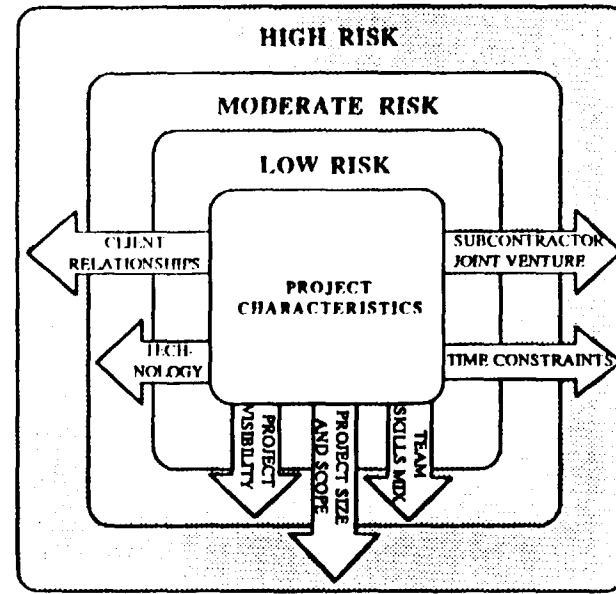 HIGH RISK
MODERATE RISK
LOW RISK
CLIENT
RELATIONSHIPS
SUBCONTRACTOR
JOINT VENTURE
PROJECT
CHARACTERISTICS
TECH-
NOLOGY
TIME CONSTRAINTS
PROJECT
VISIBILITY
PROJECT SIZE
AND SCOPE
TEAM
SKILLS MIX